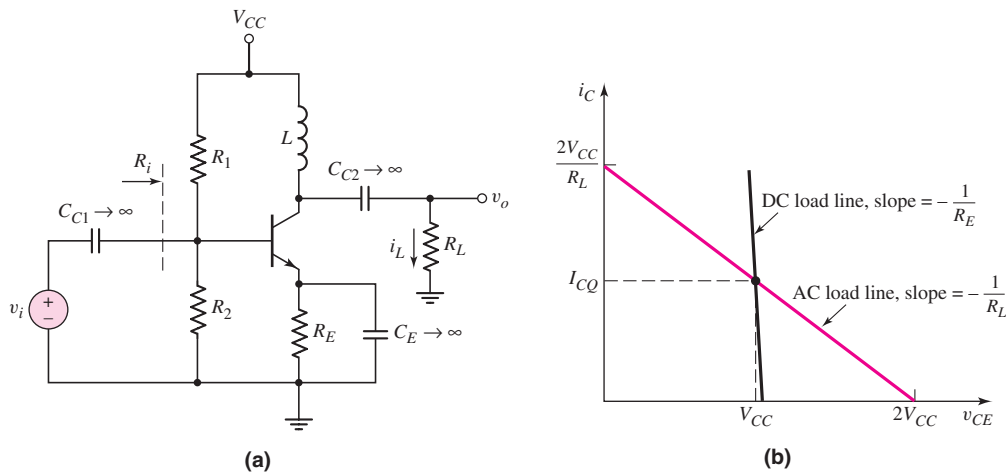 V_CC
R_i
R_1
L
C_C2 → ∞
C_C1 → ∞
v_o
i_L
R_L
v_i
+
−
R_2
R_E
C_E → ∞
(a)
i_C
2V_CC / R_L
DC load line, slope = − 1 / R_E
I_CQ
AC load line, slope = − 1 / R_L
V_CC
2V_CC
v_CE
(b)